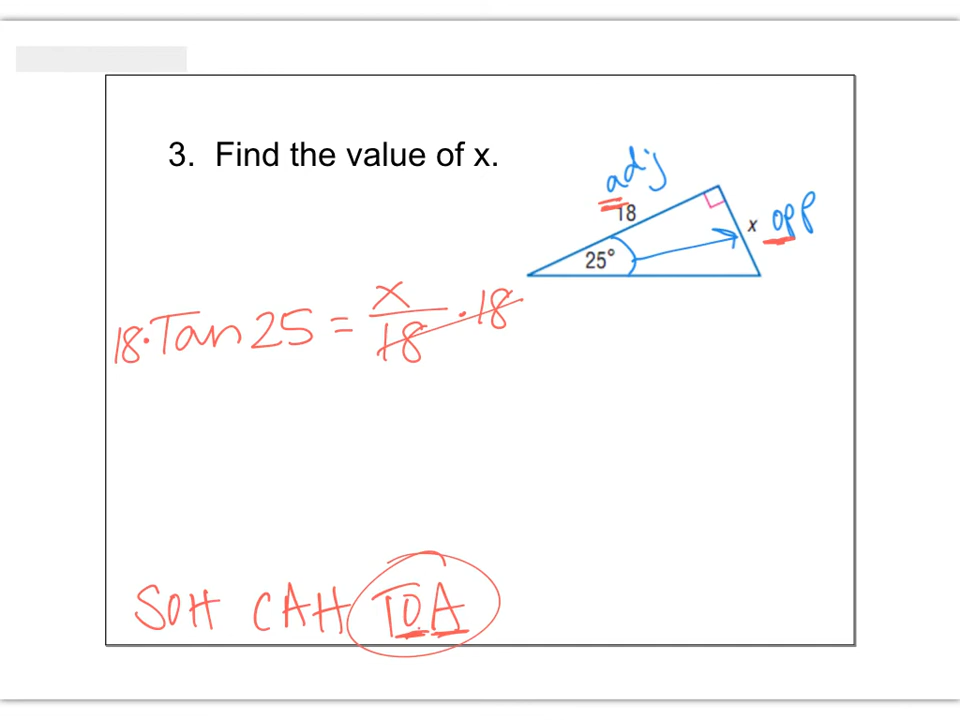 3. Find the value of x.
adj
18
x opp
25°
18·Tan 25 = x/18 · 18
SOH CAH TOA